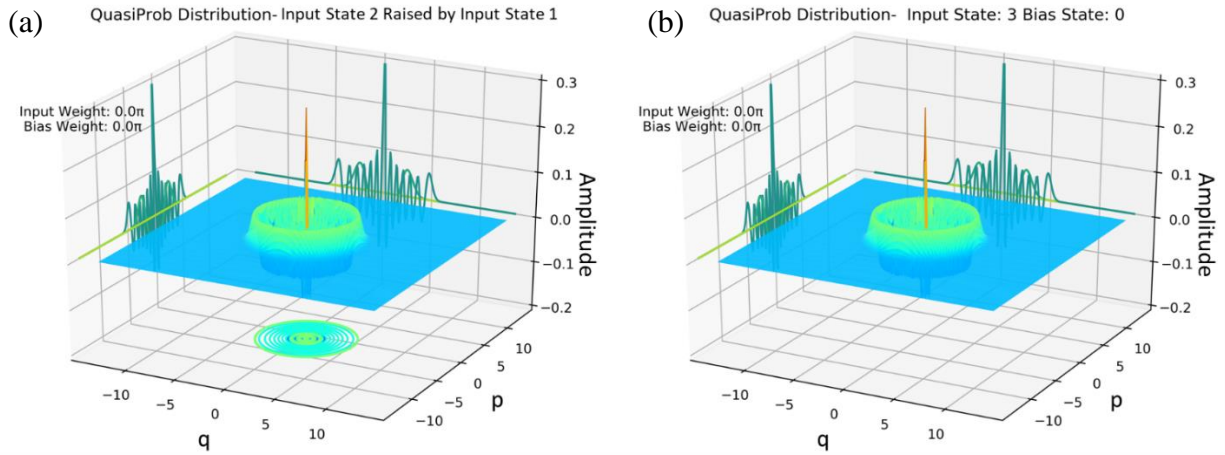 (a)
QuasiProb Distribution- Input State 2 Raised by Input State 1
Input Weight: 0.0π
Bias Weight: 0.0π
0.3
0.2
0.1
0.0
−0.1
−0.2
Amplitude
−10
−5
0
5
10
q
−10
−5
0
5
10
p
(b)
QuasiProb Distribution- Input State: 3 Bias State: 0
Input Weight: 0.0π
Bias Weight: 0.0π
0.3
0.2
0.1
0.0
−0.1
−0.2
Amplitude
−10
−5
0
5
10
q
−10
−5
0
5
10
p